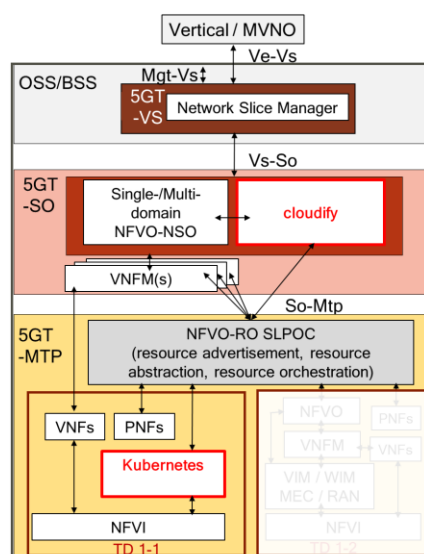 Vertical / MVNO
Ve-Vs
Mgt-Vs
OSS/BSS
5GT
-VS
Network Slice Manager
Vs-So
5GT
-SO
Single-/Multi-
domain
NFVO-NSO
cloudify
VNFM(s)
So-Mtp
5GT
-MTP
NFVO-RO SLPOC
(resource advertisement, resource
abstraction, resource orchestration)
VNFs
PNFs
Kubernetes
NFVI
TD 1-1
NFVO
PNFs
VNFM
VNFs
VIM / WIM
MEC / RAN
NFVI
TD 1-2